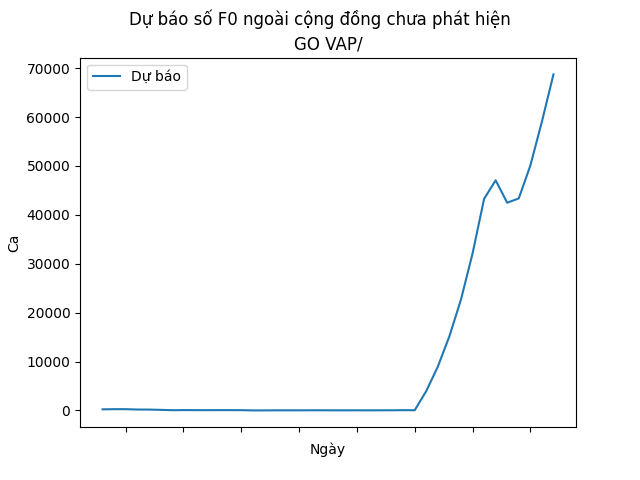 Dự báo số F0 ngoài cộng đồng chưa phát hiện
GO VAP/
Dự báo
70000
60000
50000
40000
30000
20000
10000
0
Ca
Ngày